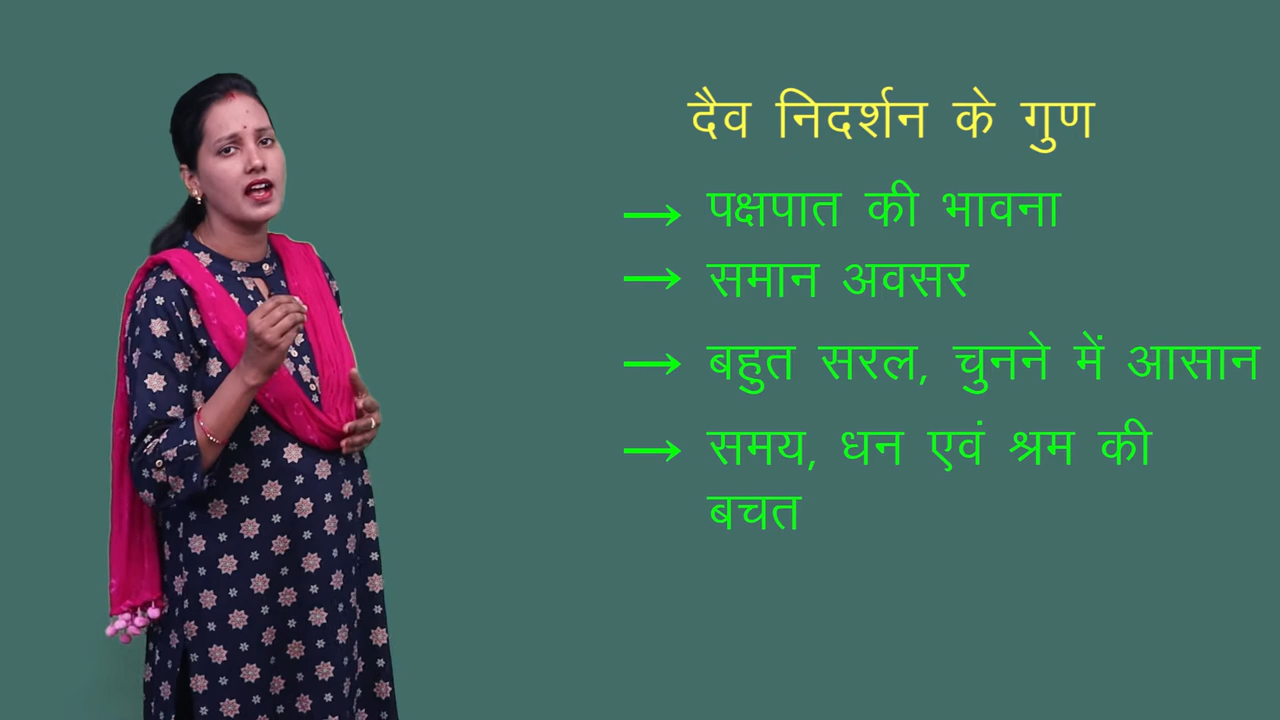 दैव निदर्शन के गुण
→ पक्षपात की भावना
→ समान अवसर
→ बहुत सरल, चुनने में आसान
→ समय, धन एवं श्रम की
बचत